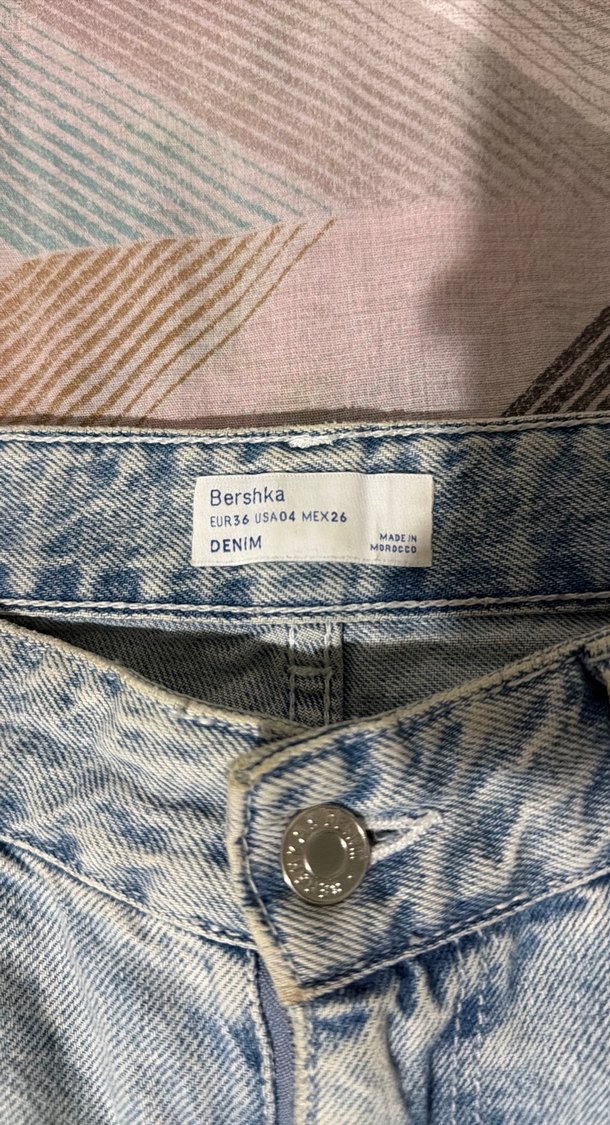 Bershka
EUR36 USA04 MEX26
DENIM
MADE IN
MOROCCO